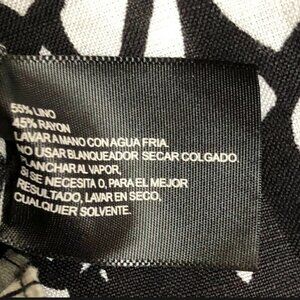 55% LINO
45% RAYON
LAVAR A MANO CON AGUA FRIA.
NO USAR BLANQUEADOR SECAR COLGADO.
PLANCHAR AL VAPOR,
SI SE NECESITA O, PARA EL MEJOR
RESULTADO, LAVAR EN SECO,
CUALQUIER SOLVENTE.